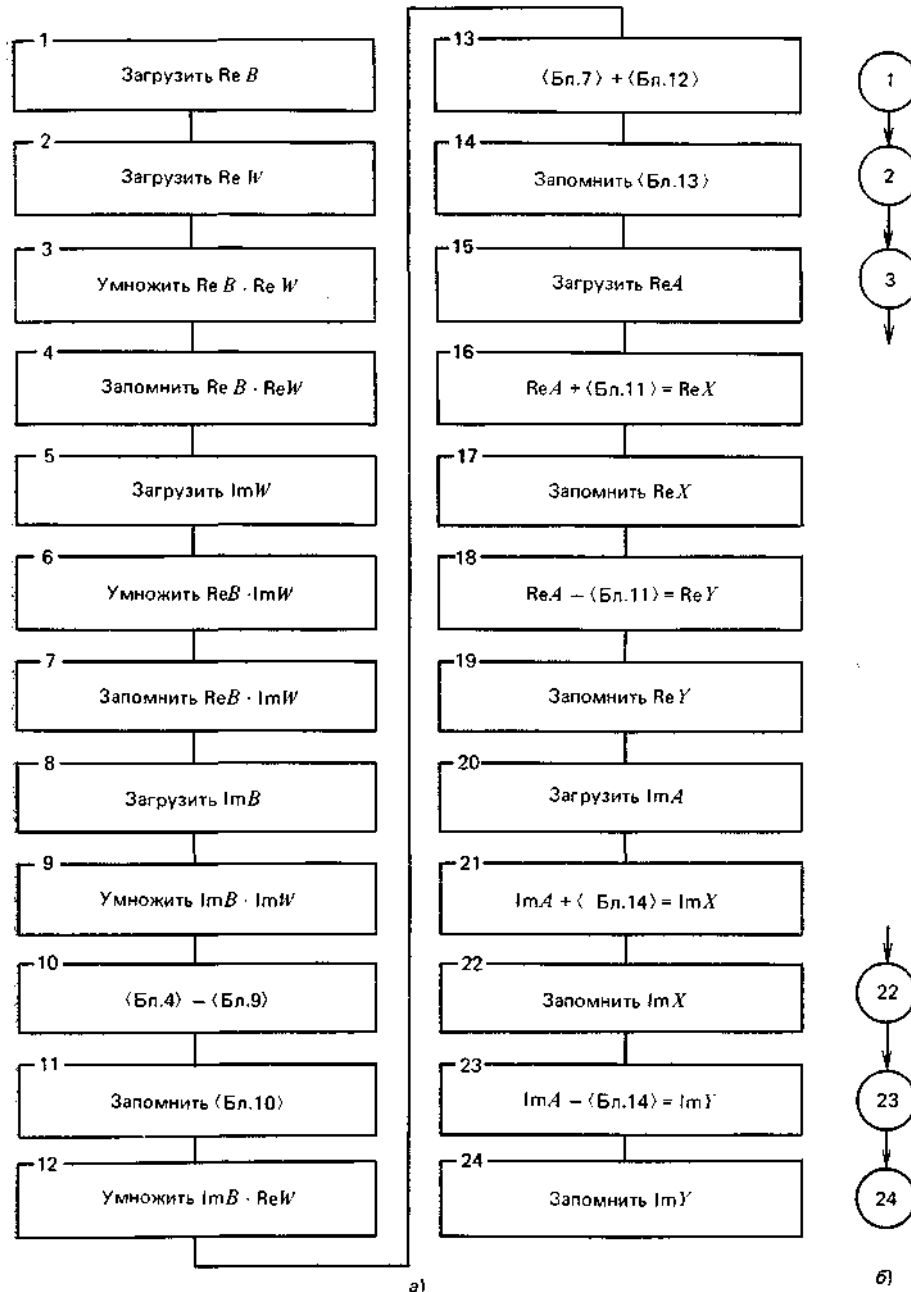 1
Загрузить Re B
2
Загрузить Re W
3
Умножить Re B · Re W
4
Запомнить Re B · ReW
5
Загрузить ImW
6
Умножить ReB · ImW
7
Запомнить ReB · ImW
8
Загрузить ImB
9
Умножить ImB · ImW
10
⟨Бл.4⟩ − ⟨Бл.9⟩
11
Запомнить ⟨Бл.10⟩
12
Умножить ImB · ReW
13
⟨Бл.7⟩ + ⟨Бл.12⟩
14
Запомнить ⟨Бл.13⟩
15
Загрузить ReA
16
ReA + ⟨Бл.11⟩ = ReX
17
Запомнить ReX
18
ReA − ⟨Бл.11⟩ = ReY
19
Запомнить ReY
20
Загрузить ImA
21
ImA + ⟨ Бл.14⟩ = ImX
22
Запомнить ImX
23
ImA − ⟨Бл.14⟩ = ImY
24
Запомнить ImY
а)
1
2
3
22
23
24
б)